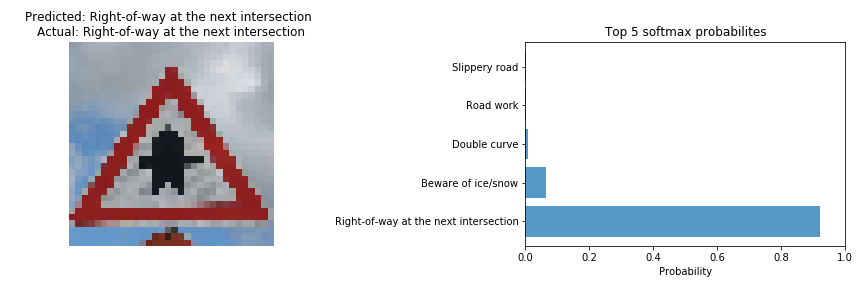 Predicted: Right-of-way at the next intersection
Actual: Right-of-way at the next intersection
Top 5 softmax probabilites
Slippery road
Road work
Double curve
Beware of ice/snow
Right-of-way at the next intersection
0.0 0.2 0.4 0.6 0.8 1.0
Probability